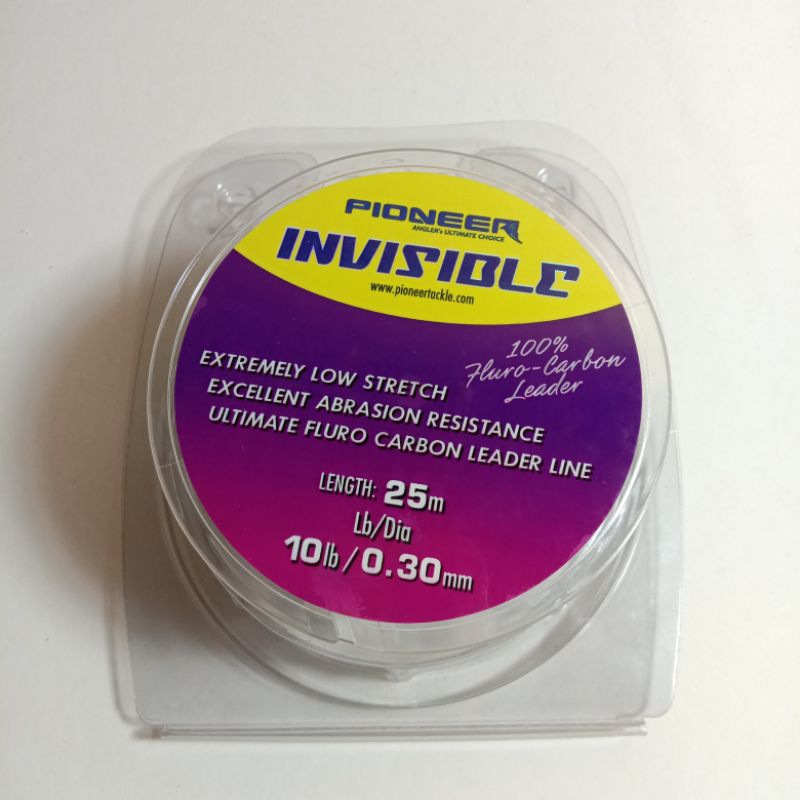 PIONEER
ANGLER's ULTIMATE CHOICE
INVISIBLE
www.pioneertackle.com
100%
Fluro-Carbon
Leader
EXTREMELY LOW STRETCH
EXCELLENT ABRASION RESISTANCE
ULTIMATE FLURO CARBON LEADER LINE
LENGTH: 25m
Lb/Dia
10lb/0.30mm